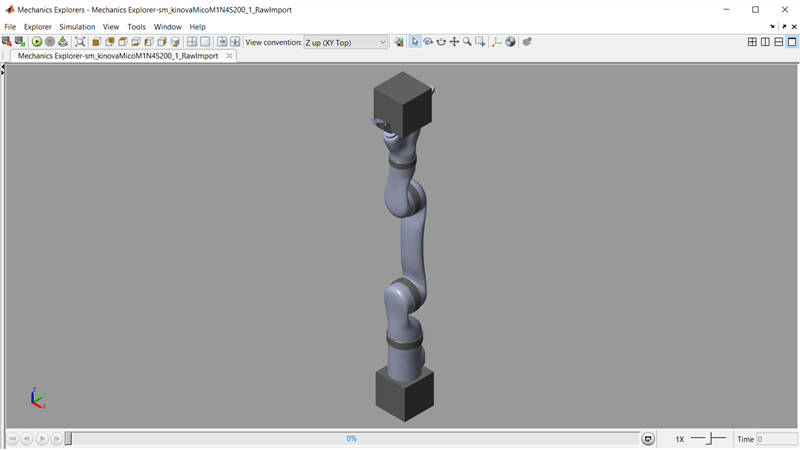 Mechanics Explorers - Mechanics Explorer-sm_kinovaMicoM1N4S200_1_RawImport
File Explorer Simulation View Tools Window Help
View convention: Z up (XY Top)
Mechanics Explorer-sm_kinovaMicoM1N4S200_1_RawImport
Z
Y
X
0% 1X Time 0